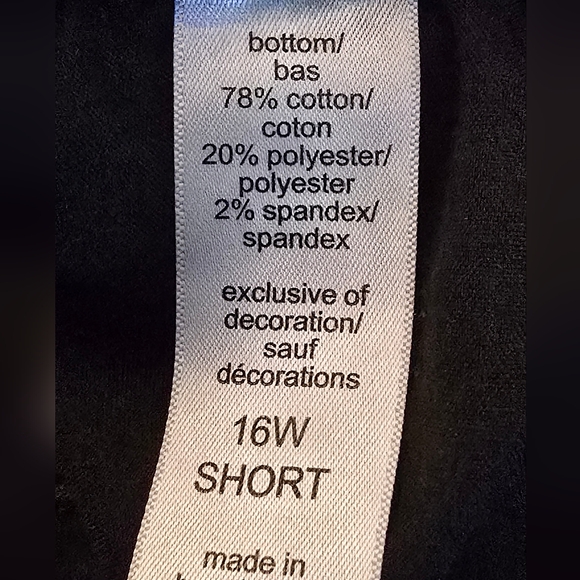 bottom/
bas
78% cotton/
coton
20% polyester/
polyester
2% spandex/
spandex
exclusive of
decoration/
sauf
décorations
16W
SHORT
made in